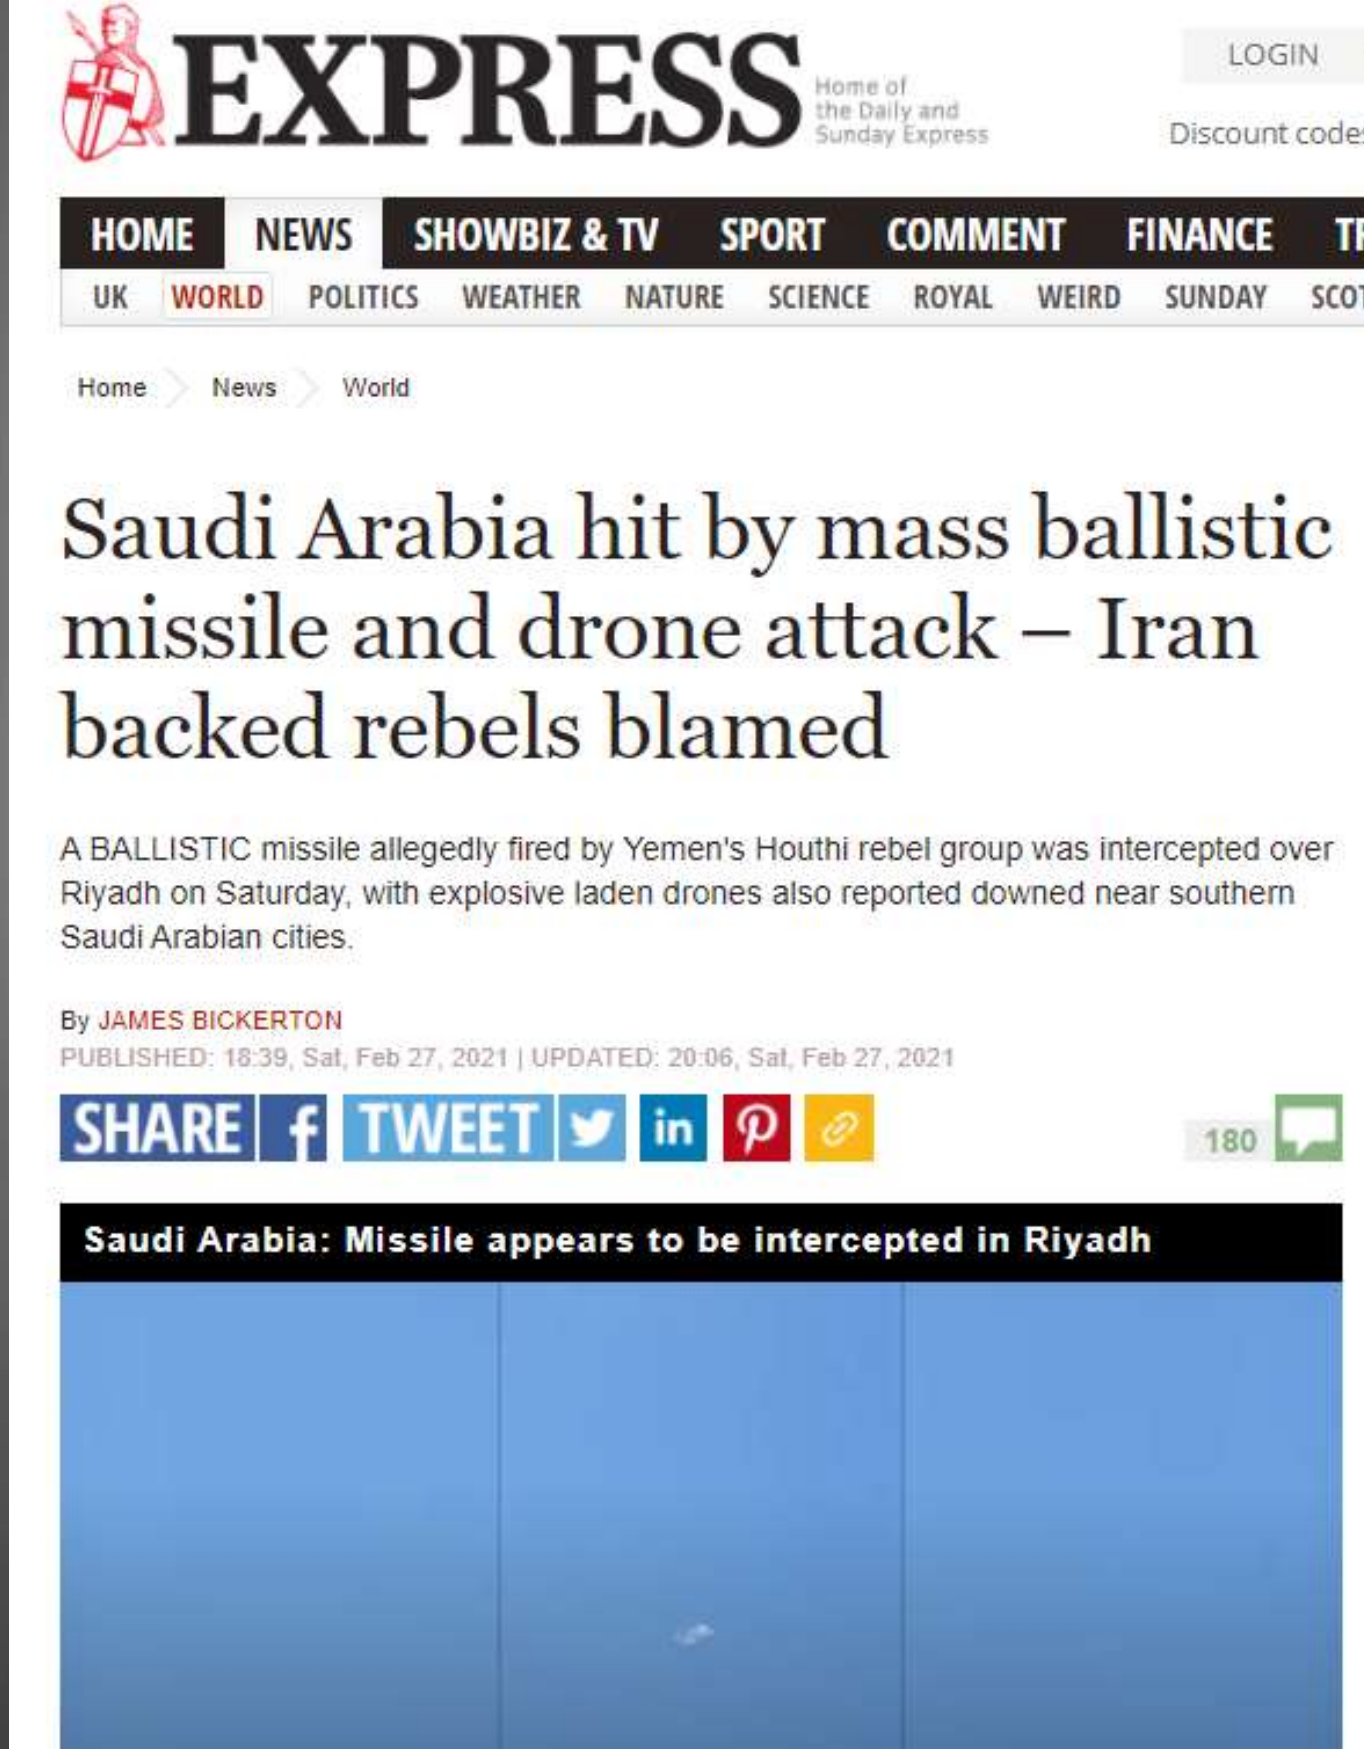 EXPRESS
Home of
the Daily and
Sunday Express
LOGIN
Discount codes
HOME NEWS SHOWBIZ & TV SPORT COMMENT FINANCE
UK WORLD POLITICS WEATHER NATURE SCIENCE ROYAL WEIRD SUNDAY
Home News World
Saudi Arabia hit by mass ballistic
missile and drone attack – Iran
backed rebels blamed
A BALLISTIC missile allegedly fired by Yemen's Houthi rebel group was intercepted over
Riyadh on Saturday, with explosive laden drones also reported downed near southern
Saudi Arabian cities.
By JAMES BICKERTON
PUBLISHED: 18:39, Sat, Feb 27, 2021 | UPDATED: 20:06, Sat, Feb 27, 2021
SHARE f TWEET in 180
Saudi Arabia: Missile appears to be intercepted in Riyadh